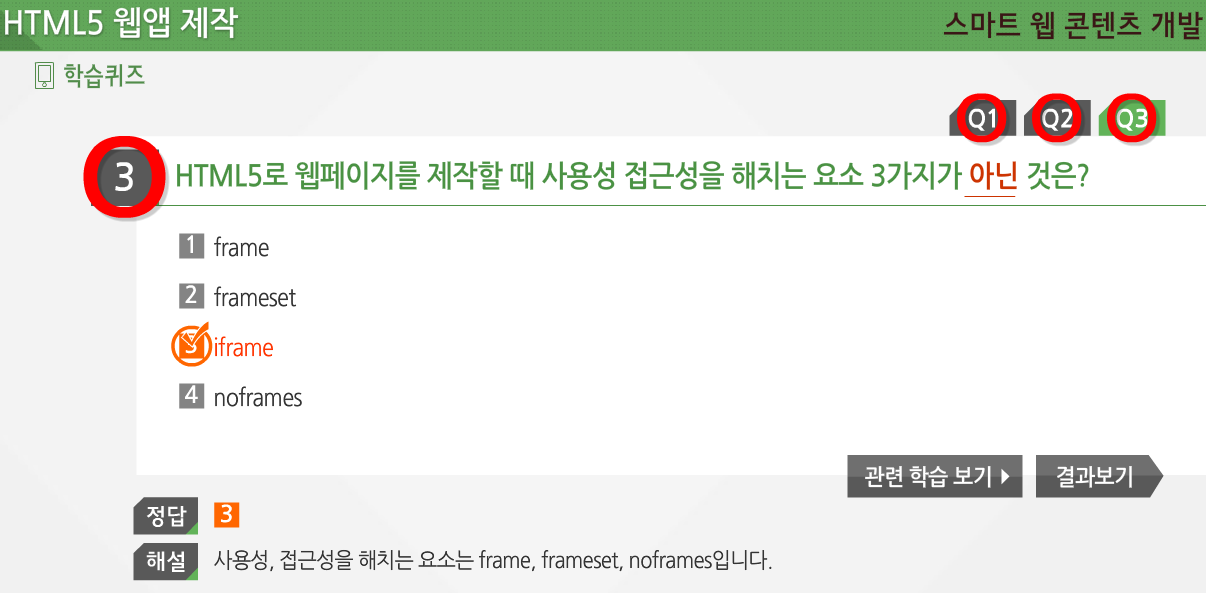 HTML5 웹앱 제작
스마트 웹 콘텐츠 개발
학습퀴즈
Q1 Q2 Q3
3 HTML5로 웹페이지를 제작할 때 사용성 접근성을 해치는 요소 3가지가 아닌 것은?
1 frame
2 frameset
3 iframe
4 noframes
관련 학습 보기 결과보기
정답 3
해설 사용성, 접근성을 해치는 요소는 frame, frameset, noframes입니다.